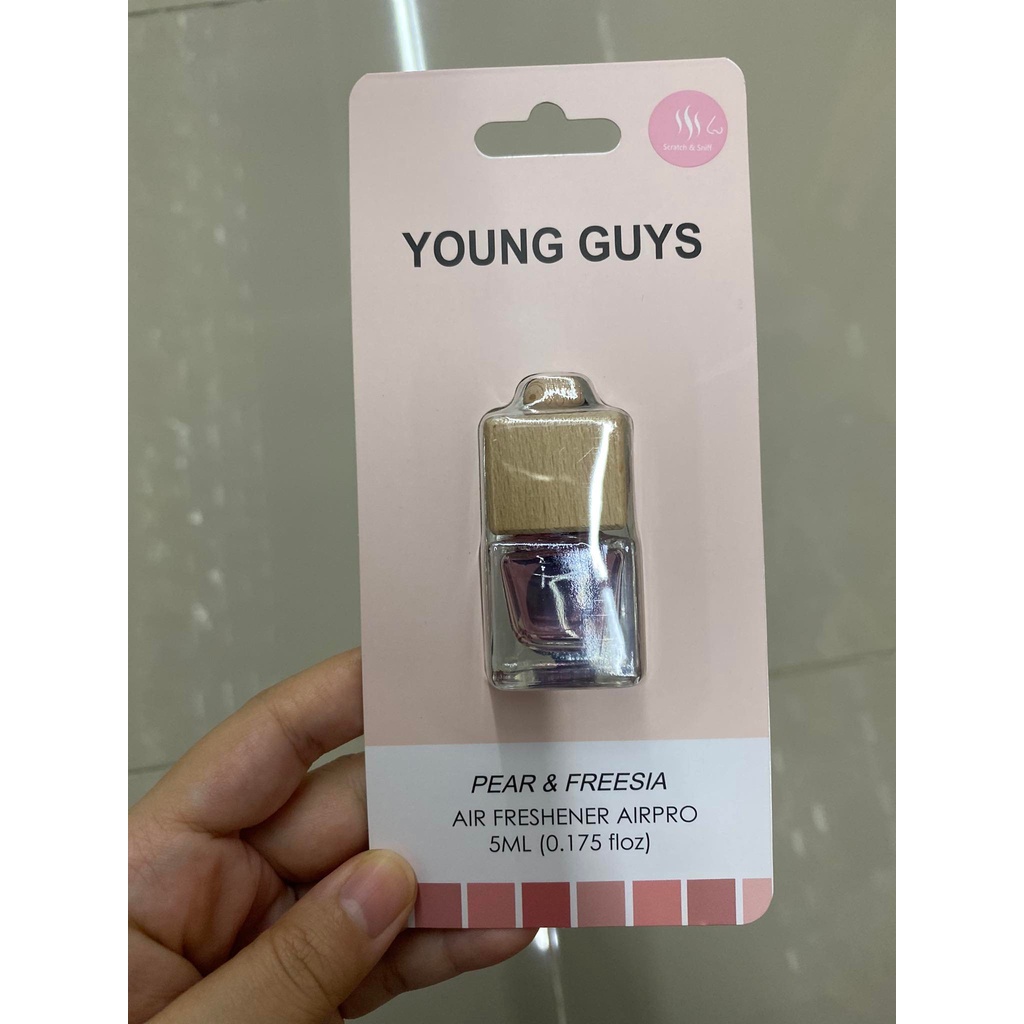 Scratch & Sniff
YOUNG GUYS
PEAR & FREESIA
AIR FRESHENER AIRPRO
5ML (0.175 floz)